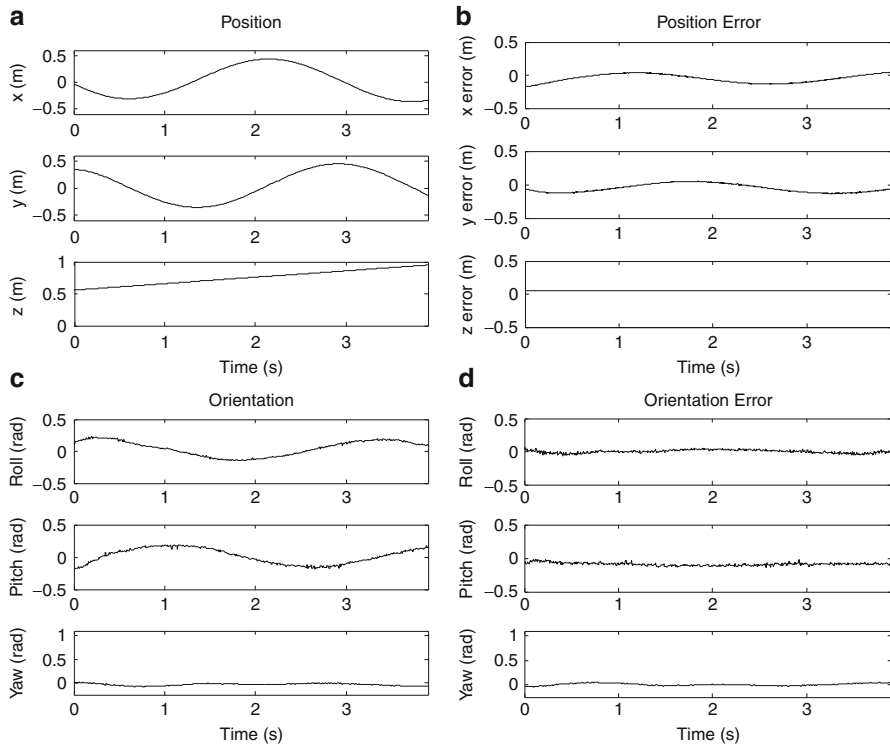 a
Position
0.5
0
−0.5
x (m)
0 1 2 3
0.5
0
−0.5
y (m)
0 1 2 3
1
0.5
0
z (m)
0 1 2 3
Time (s)
b
Position Error
0.5
0
−0.5
x error (m)
0 1 2 3
0.5
0
−0.5
y error (m)
0 1 2 3
0.5
0
−0.5
z error (m)
0 1 2 3
Time (s)
c
Orientation
0.5
0
−0.5
Roll (rad)
0 1 2 3
0.5
0
−0.5
Pitch (rad)
0 1 2 3
1
0.5
0
Yaw (rad)
0 1 2 3
Time (s)
d
Orientation Error
0.5
0
−0.5
Roll (rad)
0 1 2 3
0.5
0
−0.5
Pitch (rad)
0 1 2 3
1
0.5
0
Yaw (rad)
0 1 2 3
Time (s)